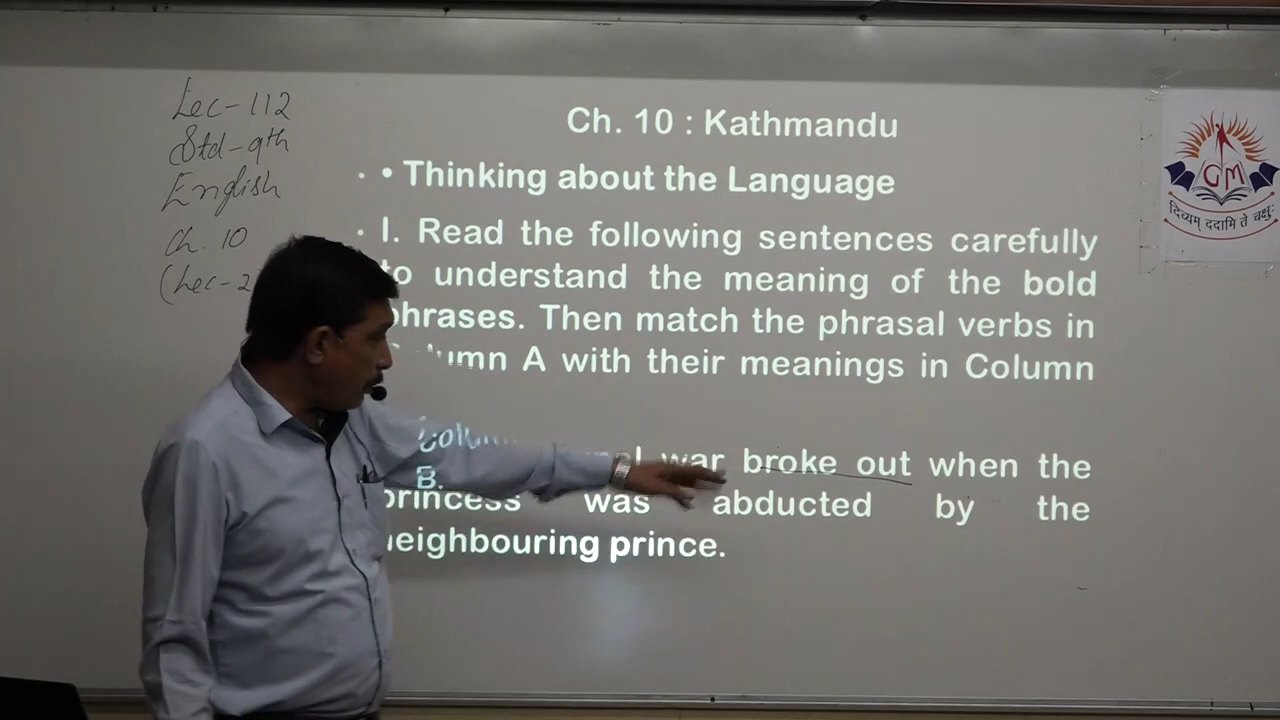 Lec-112
Std-9th
English
Ch. 10
(Lec-2
Ch. 10 : Kathmandu
• Thinking about the Language
I. Read the following sentences carefully
to understand the meaning of the bold
phrases. Then match the phrasal verbs in
Column A with their meanings in Column
B.
war broke out when the
princess was abducted by the
neighbouring prince.
GM
दिव्यम् ददामि ते चक्षुः